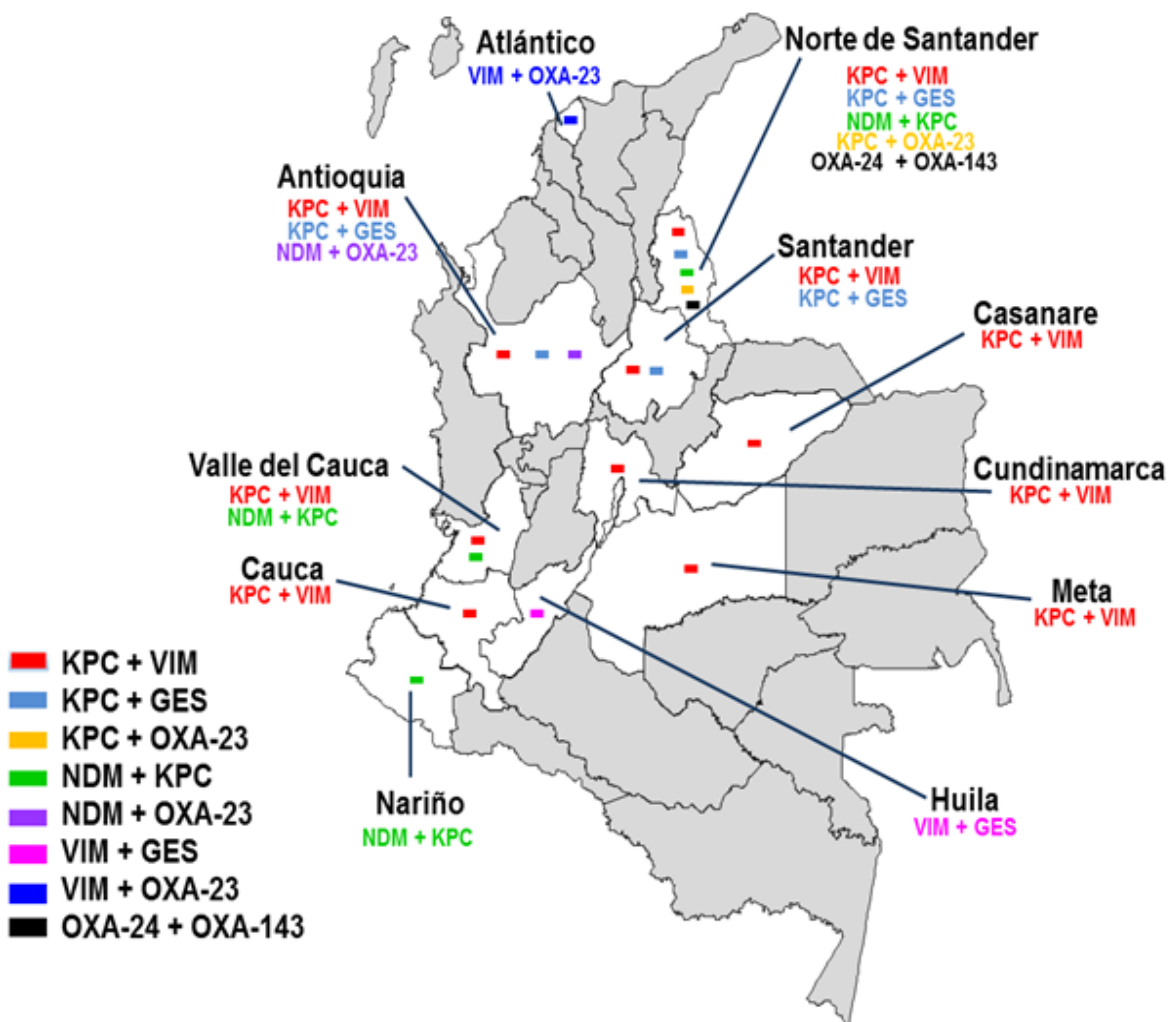 Atlántico
VIM + OXA-23
Norte de Santander
KPC + VIM
KPC + GES
NDM + KPC
KPC + OXA-23
OXA-24 + OXA-143
Antioquia
KPC + VIM
KPC + GES
NDM + OXA-23
Santander
KPC + VIM
KPC + GES
Casanare
KPC + VIM
Valle del Cauca
KPC + VIM
NDM + KPC
Cundinamarca
KPC + VIM
Cauca
KPC + VIM
Meta
KPC + VIM
Nariño
NDM + KPC
Huila
VIM + GES
KPC + VIM
KPC + GES
KPC + OXA-23
NDM + KPC
NDM + OXA-23
VIM + GES
VIM + OXA-23
OXA-24 + OXA-143